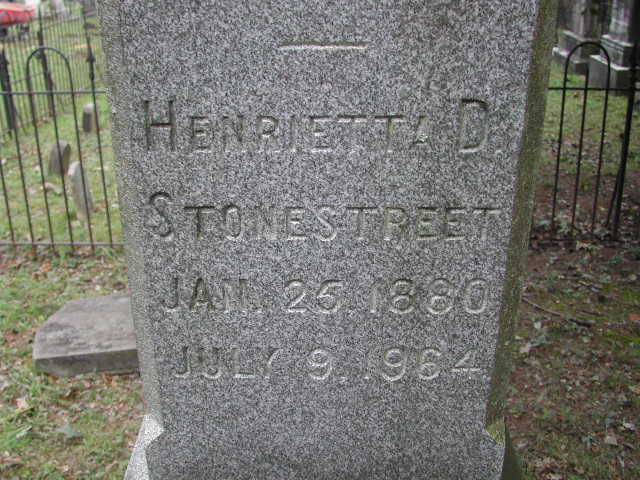 HENRIETTA D.
STONESTREET
JAN. 25, 1880
JULY 9, 1964